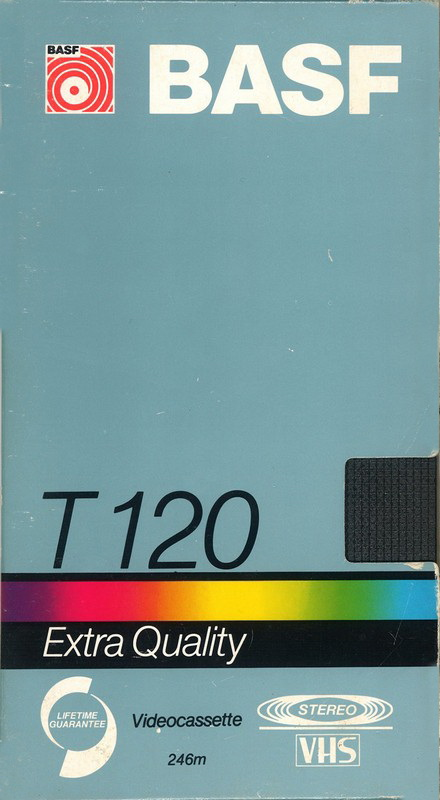 BASF
BASF
T 120
Extra Quality
LIFETIME
GUARANTEE
Videocassette
246m
STEREO
VHS